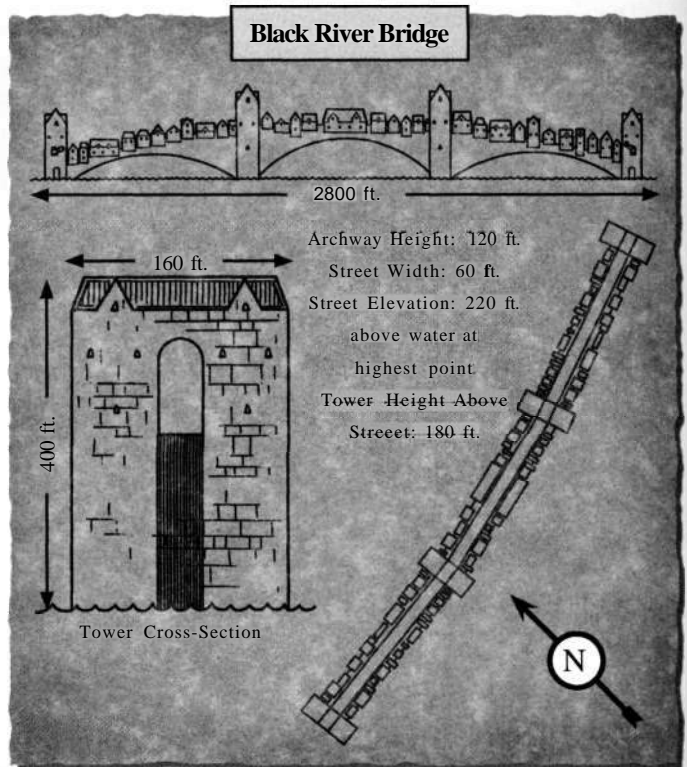 Black River Bridge
2800 ft.
160 ft.
400 ft.
Archway Height: 120 ft.
Street Width: 60 ft.
Street Elevation: 220 ft.
above water at
highest point
Tower Height Above
Streeet: 180 ft.
Tower Cross-Section
N